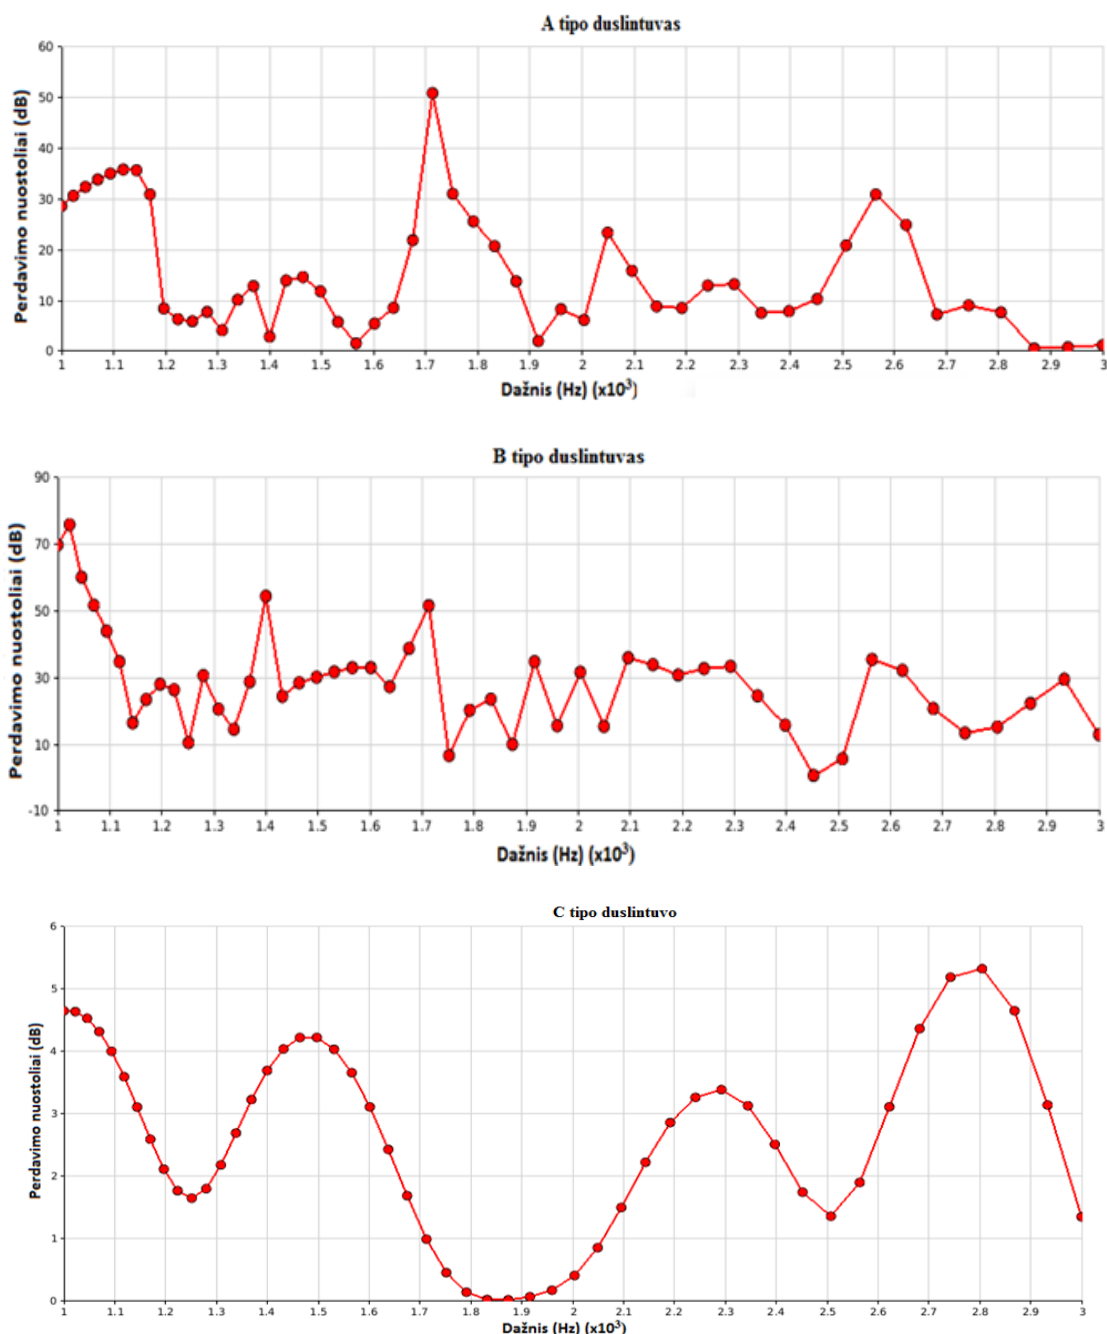 A tipo duslintuvas
60
50
40
30
20
10
0
Perdavimo nuostoliai (dB)
1 1.1 1.2 1.3 1.4 1.5 1.6 1.7 1.8 1.9 2 2.1 2.2 2.3 2.4 2.5 2.6 2.7 2.8 2.9 3
Dažnis (Hz) (x10³)
B tipo duslintuvas
90
70
50
30
10
-10
Perdavimo nuostoliai (dB)
1 1.1 1.2 1.3 1.4 1.5 1.6 1.7 1.8 1.9 2 2.1 2.2 2.3 2.4 2.5 2.6 2.7 2.8 2.9 3
Dažnis (Hz) (x10³)
C tipo duslintuvo
6
5
4
3
2
1
0
Perdavimo nuostoliai (dB)
1 1.1 1.2 1.3 1.4 1.5 1.6 1.7 1.8 1.9 2 2.1 2.2 2.3 2.4 2.5 2.6 2.7 2.8 2.9 3
Dažnis (Hz) (x10³)